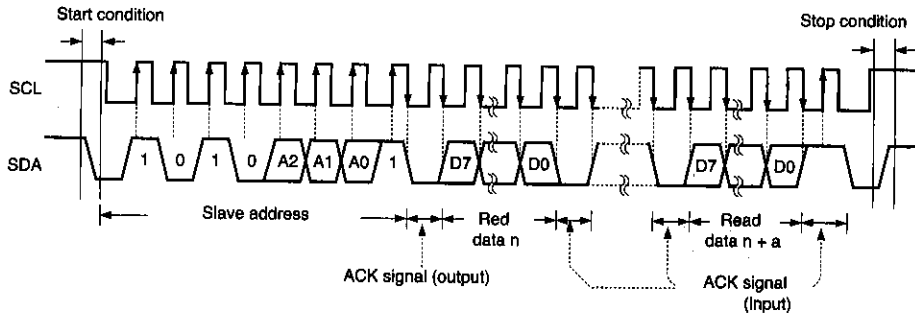 Start condition
Stop condition
SCL
SDA
1 0 1 0 A2 A1 A0 1 D7 D0 D7 D0
Slave address
Red
data n
Read
data n + a
ACK signal (output)
ACK signal
(Input)